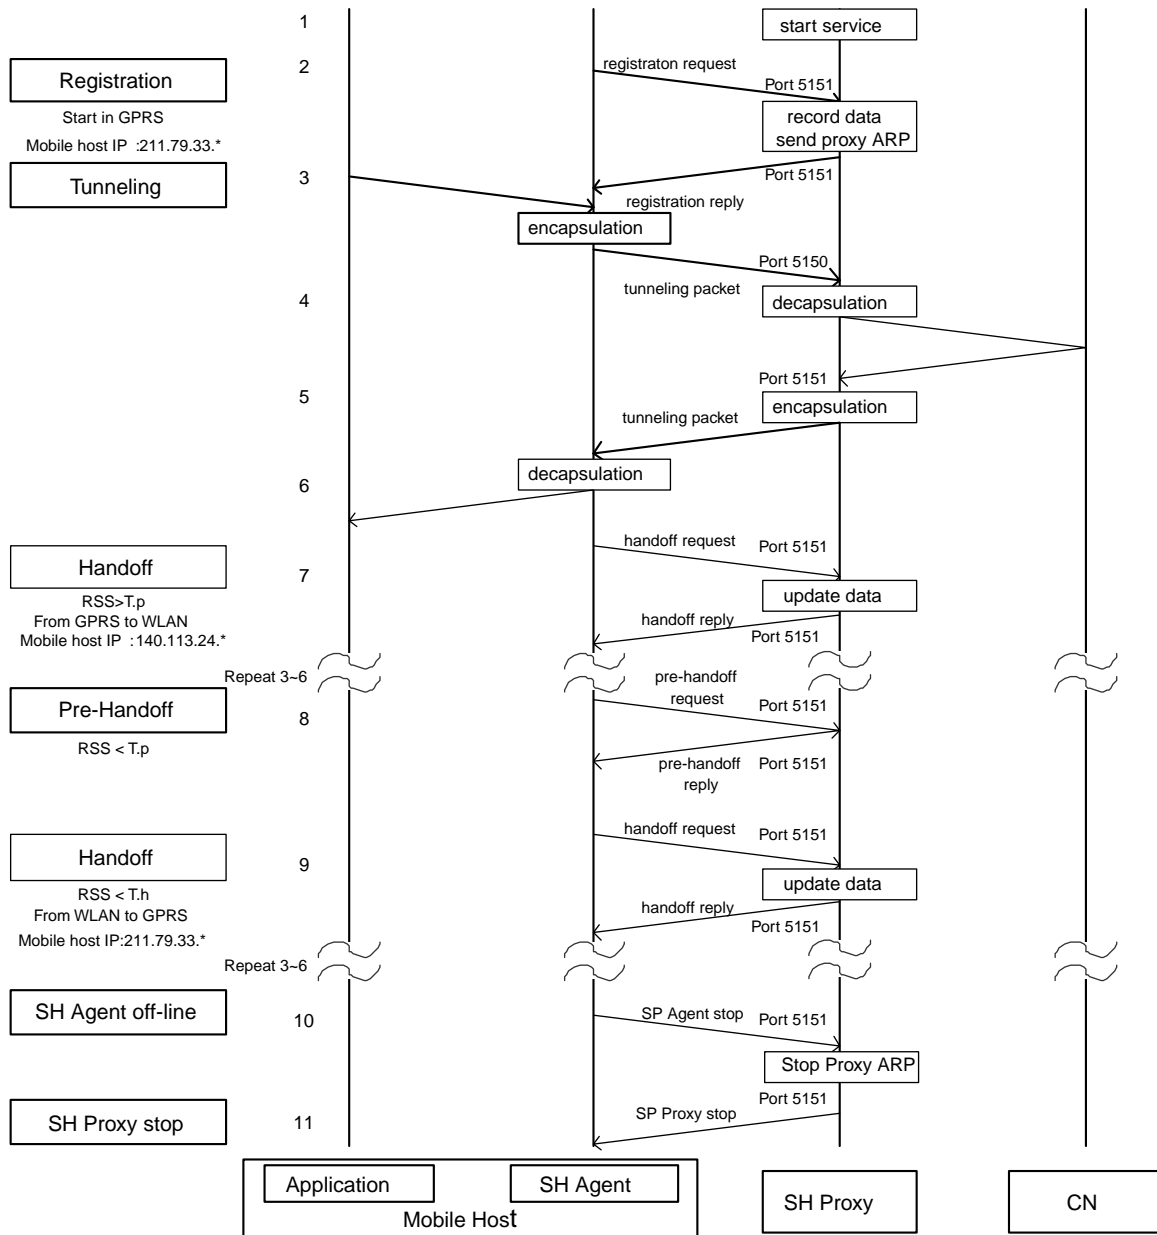 1
start service
2
registraton request
Port 5151
Registration
Start in GPRS
Mobile host IP :211.79.33.*
record data
send proxy ARP
Tunneling
3
Port 5151
registration reply
encapsulation
Port 5150
tunneling packet
4
decapsulation
Port 5151
5
encapsulation
tunneling packet
decapsulation
6
handoff request
Port 5151
Handoff
7
RSS>T.p
From GPRS to WLAN
Mobile host IP :140.113.24.*
update data
handoff reply
Port 5151
Repeat 3~6
pre-handoff
request
Port 5151
Pre-Handoff
8
RSS < T.p
pre-handoff
reply
Port 5151
handoff request
Port 5151
Handoff
9
RSS < T.h
From WLAN to GPRS
Mobile host IP:211.79.33.*
update data
handoff reply
Port 5151
Repeat 3~6
SH Agent off-line
10
SP Agent stop
Port 5151
Stop Proxy ARP
Port 5151
SH Proxy stop
11
SP Proxy stop
Application
SH Agent
Mobile Host
SH Proxy
CN